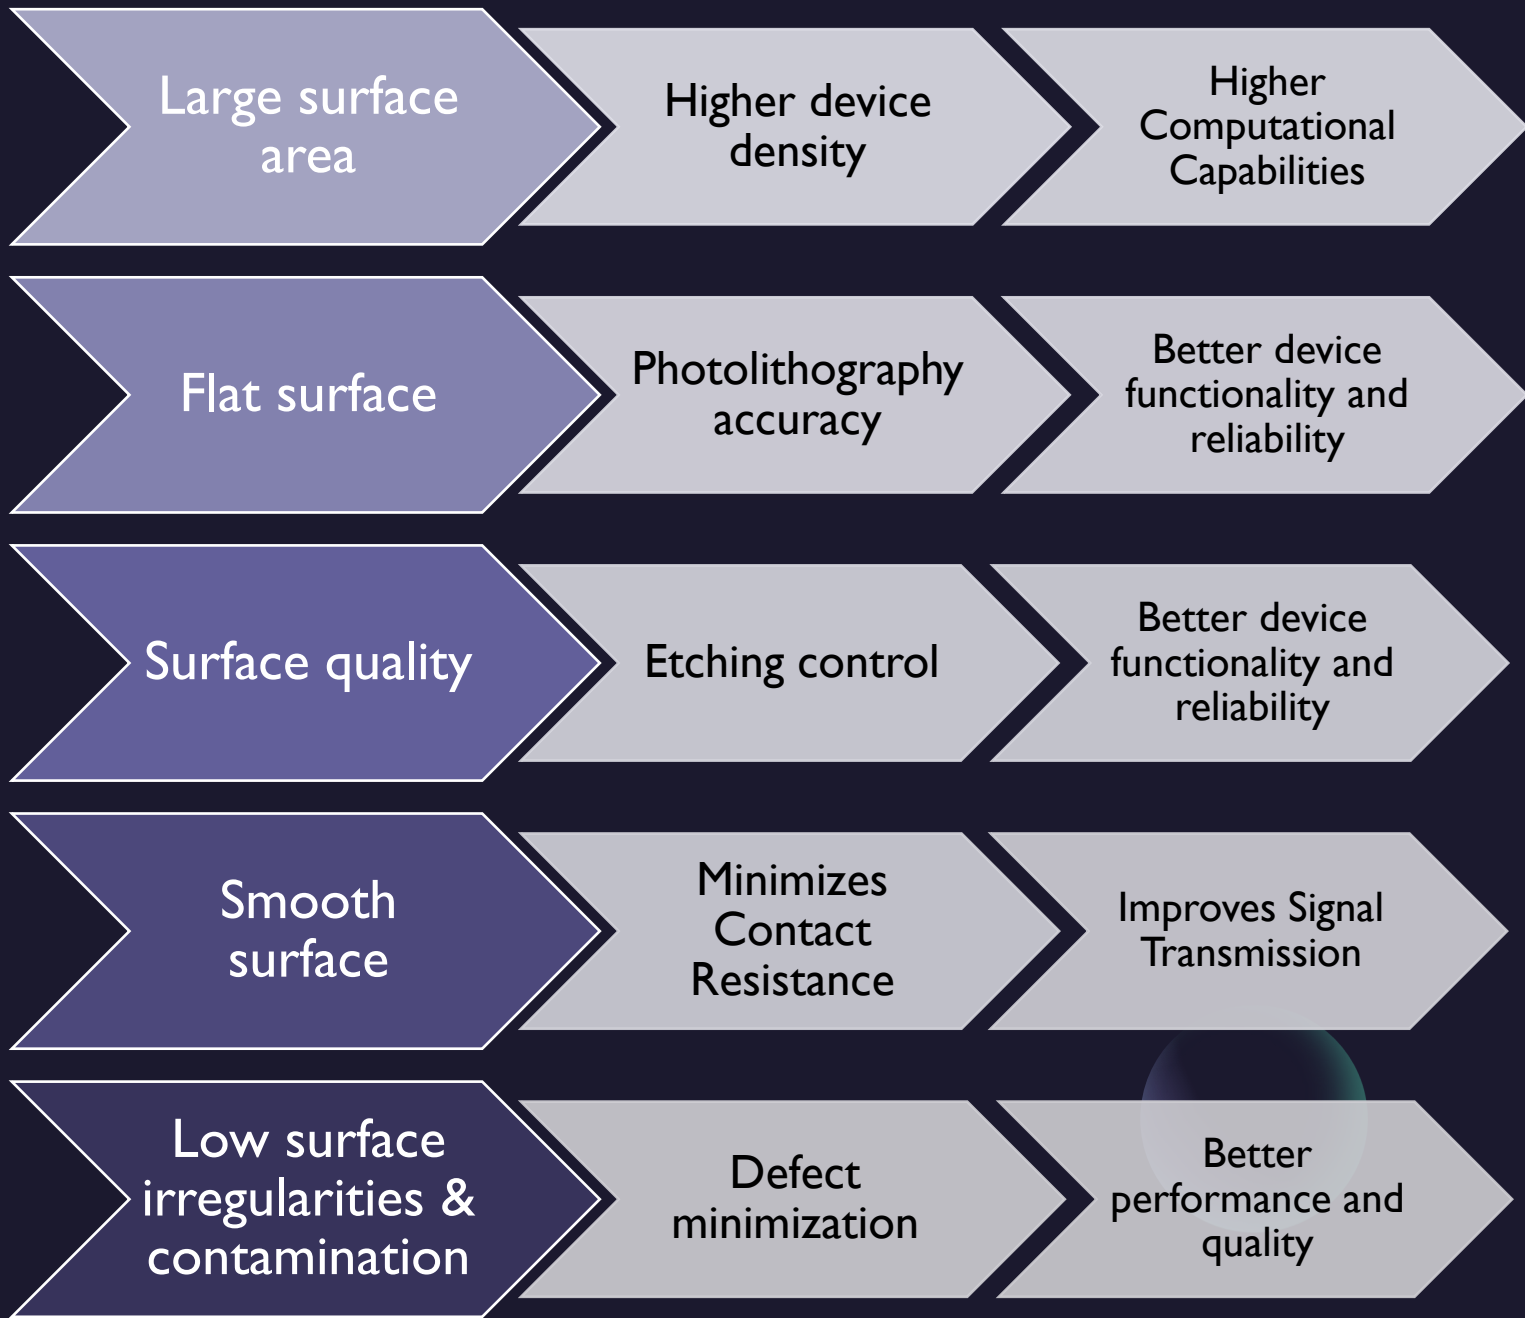 Large surface
area
Higher device
density
Higher
Computational
Capabilities
Flat surface
Photolithography
accuracy
Better device
functionality and
reliability
Surface quality
Etching control
Better device
functionality and
reliability
Smooth
surface
Minimizes
Contact
Resistance
Improves Signal
Transmission
Low surface
irregularities &
contamination
Defect
minimization
Better
performance and
quality